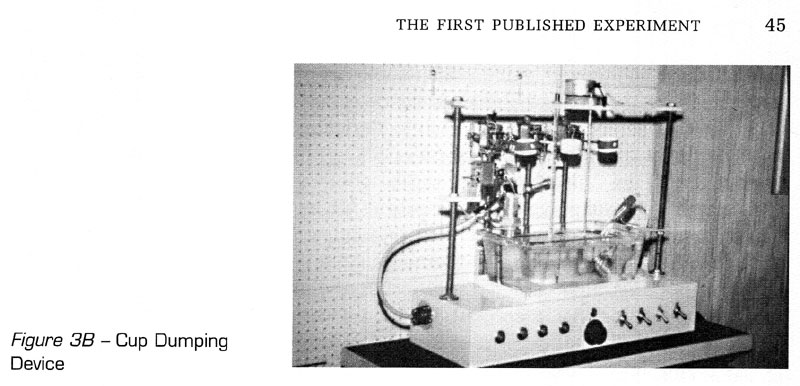 THE FIRST PUBLISHED EXPERIMENT 45
Figure 3B – Cup Dumping
Device